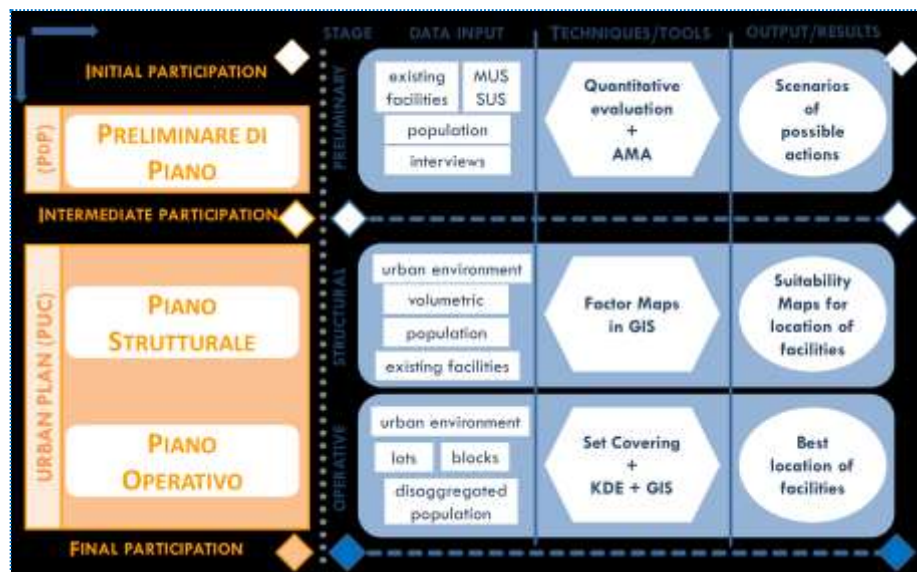 STAGE DATA INPUT TECHNIQUES/TOOLS OUTPUT/RESULTS
INITIAL PARTICIPATION
(PDP)
PRELIMINARE DI
PIANO
INTERMEDIATE PARTICIPATION
URBAN PLAN (PUC)
PIANO
STRUTTURALE
PIANO
OPERATIVO
FINAL PARTICIPATION
PRELIMINARY
existing
facilities
MUS
SUS
population
interviews
Quantitative
evaluation
+
AMA
Scenarios
of
possible
actions
STRUCTURAL
urban environment
volumetric
population
existing facilities
Factor Maps
in GIS
Suitability
Maps for
location of
facilities
OPERATIVE
urban environment
lots
blocks
disaggregated
population
Set Covering
+
KDE + GIS
Best
location of
facilities